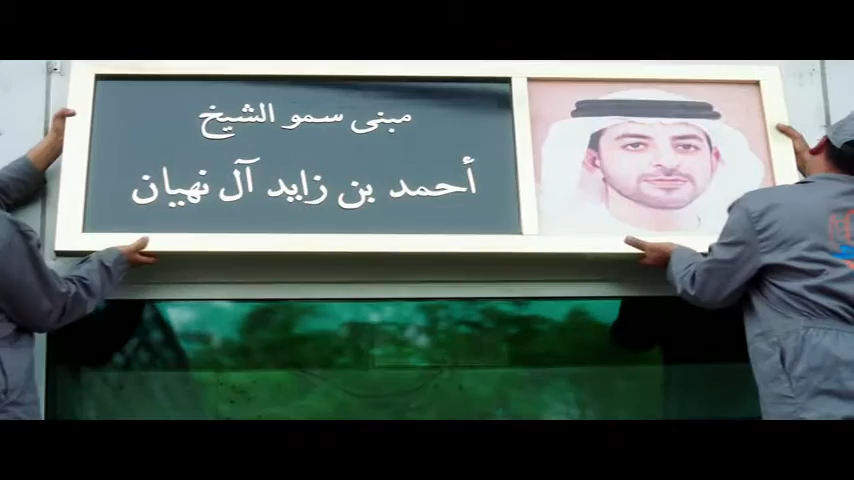 مبنى سمو الشيخ
أحمد بن زايد آل نهيان